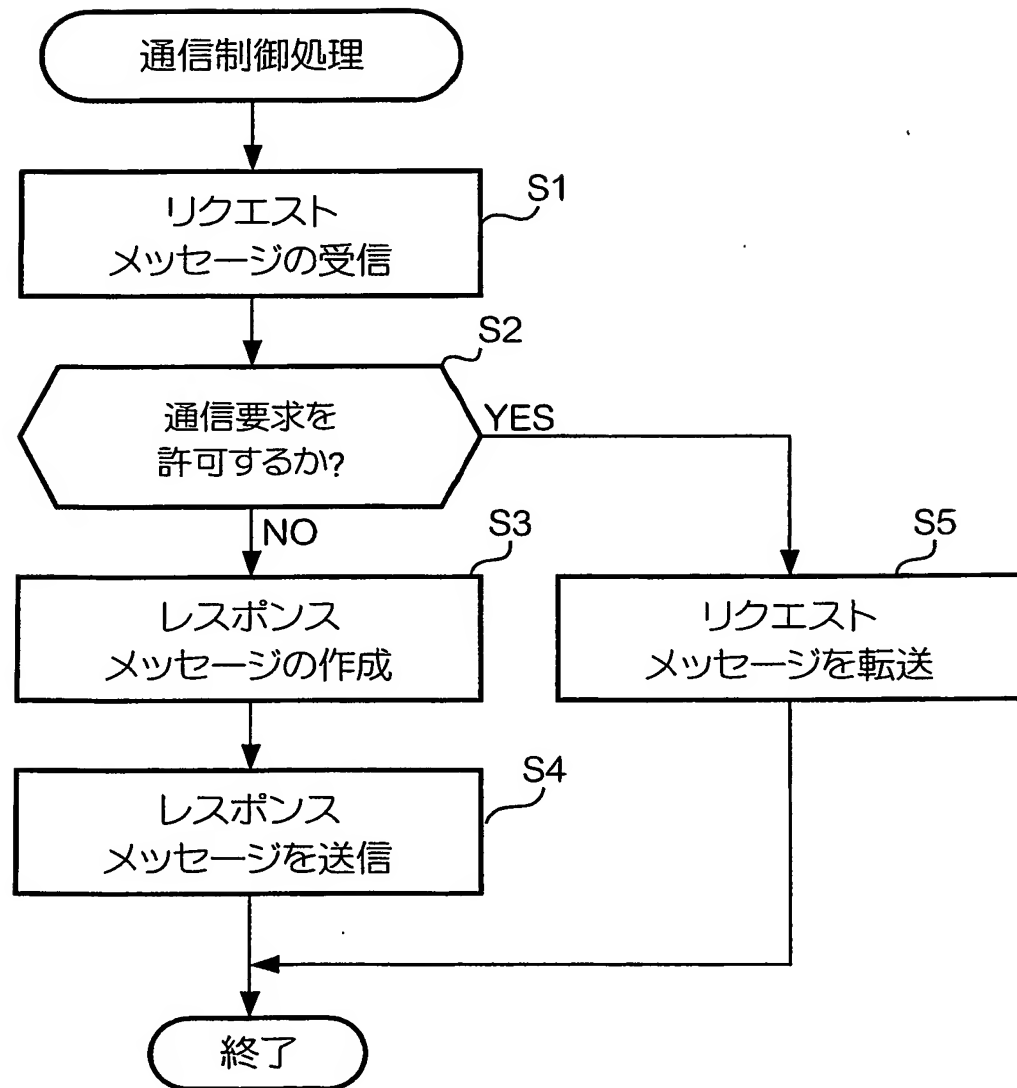 通信制御処理
S1
リクエスト
メッセージの受信
S2
通信要求を
許可するか?
YES
NO
S3
レスポンス
メッセージの作成
S5
リクエスト
メッセージを転送
S4
レスポンス
メッセージを送信
終了